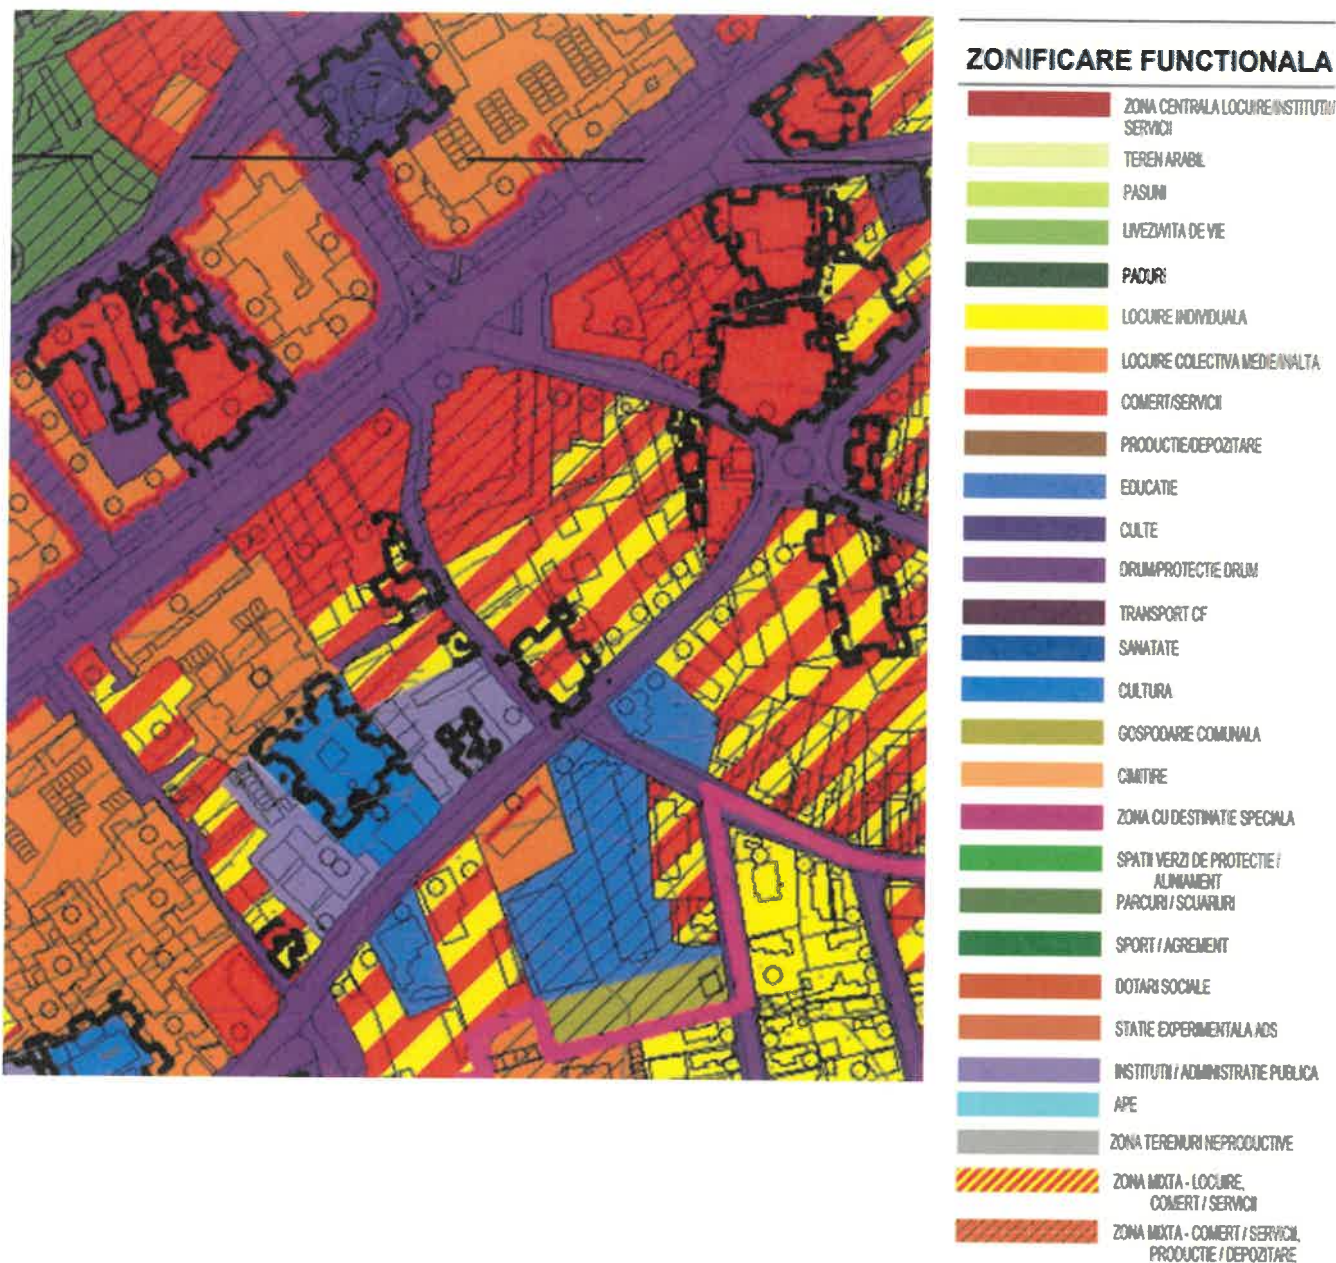 ZONIFICARE FUNCTIONALA
ZONA CENTRALA LOCUIRE/INSTITUTII/
SERVICII
TEREN ARABIL
PASUNI
LIVEZI/VITA DE VIE
PADURI
LOCUIRE INDIVIDUALA
LOCUIRE COLECTIVA MEDIE/INALTA
COMERT/SERVICII
PRODUCTIE/DEPOZITARE
EDUCATIE
CULTE
DRUM/PROTECTIE DRUM
TRANSPORT CF
SANATATE
CULTURA
GOSPODARIE COMUNALA
CIMITIRE
ZONA CU DESTINATIE SPECIALA
SPATII VERZI DE PROTECTIE /
ALINIAMENT
PARCURI / SCUARURI
SPORT / AGREMENT
DOTARI SOCIALE
STATIE EXPERIMENTALA ADS
INSTITUTII / ADMINISTRATIE PUBLICA
APE
ZONA TERENURI NEPRODUCTIVE
ZONA MIXTA - LOCUIRE,
COMERT / SERVICII
ZONA MIXTA - COMERT / SERVICII,
PRODUCTIE / DEPOZITARE